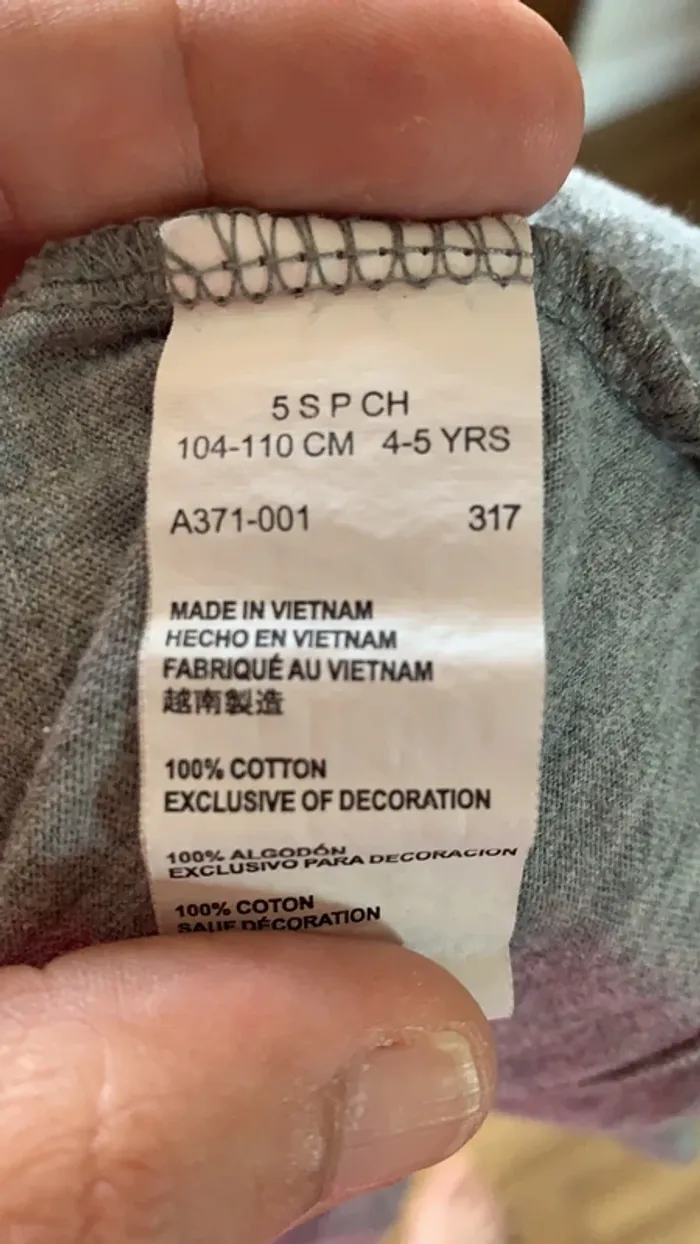 5 S P CH
104-110 CM 4-5 YRS
A371-001 317
MADE IN VIETNAM
HECHO EN VIETNAM
FABRIQUÉ AU VIETNAM
越南製造
100% COTTON
EXCLUSIVE OF DECORATION
100% ALGODÓN
EXCLUSIVO PARA DECORACION
100% COTON
SAUF DÉCORATION